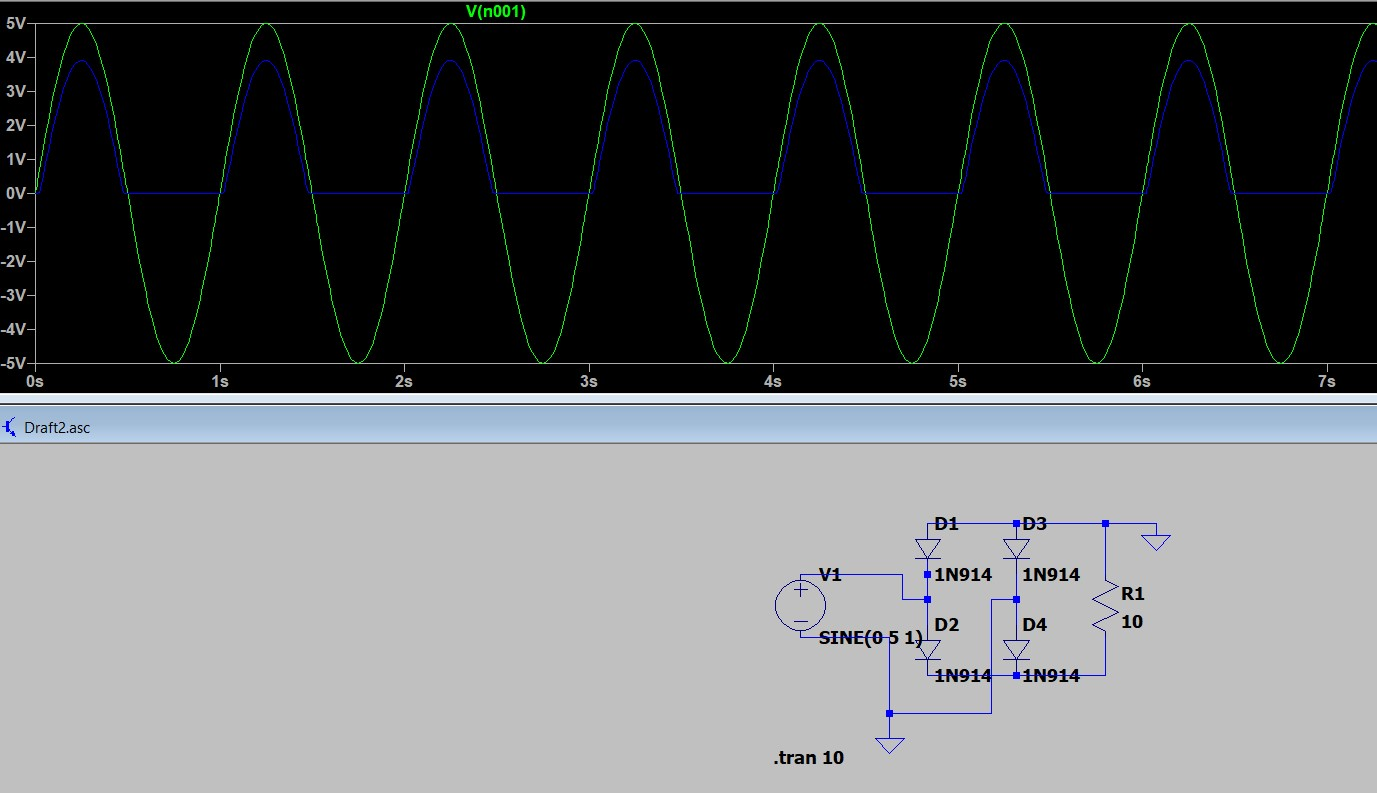 V(n001)
5V
4V
3V
2V
1V
0V
-1V
-2V
-3V
-4V
-5V
0s 1s 2s 3s 4s 5s 6s 7s
Draft2.asc
D1 D3
V1 1N914 1N914
R1
10
D2 D4
SINE(0 5 1)
1N914 1N914
.tran 10